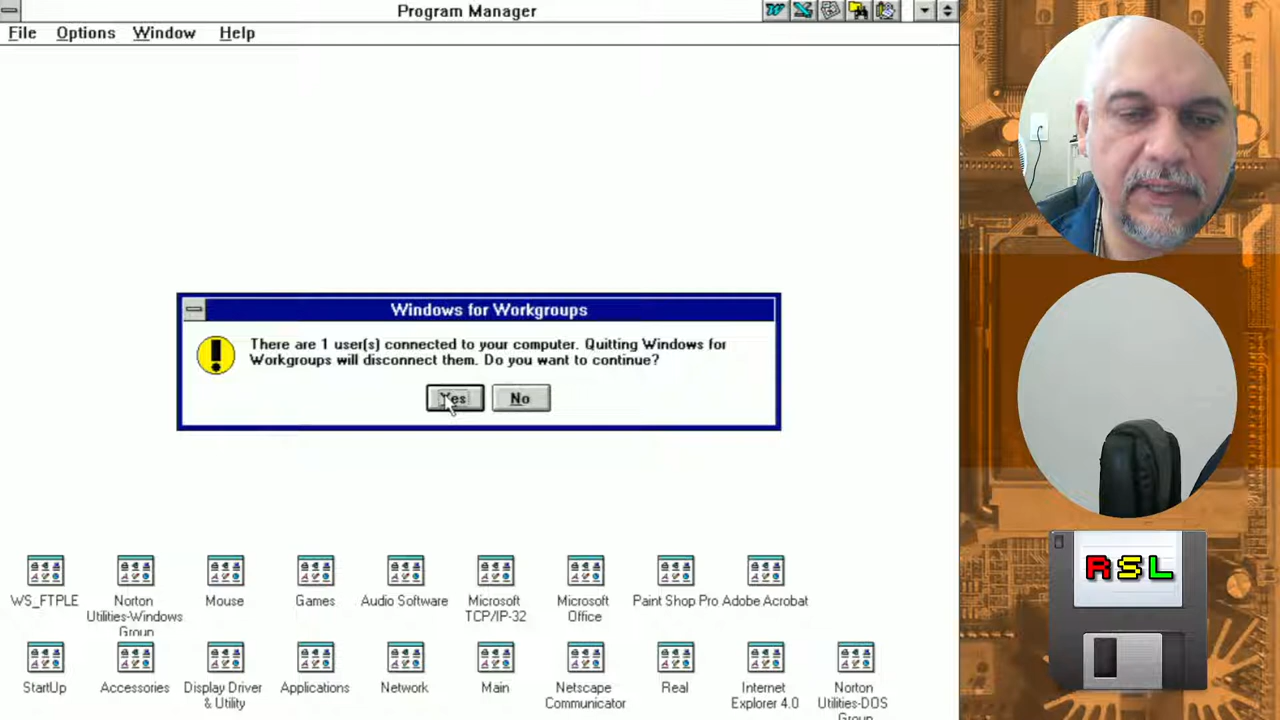 Program Manager
File Options Window Help
Windows for Workgroups
There are 1 user(s) connected to your computer. Quitting Windows for
Workgroups will disconnect them. Do you want to continue?
Yes No
WS_FTPLE
Norton
Utilities-Windows
Group
Mouse
Games
Audio Software
Microsoft
TCP/IP-32
Microsoft
Office
Paint Shop Pro
Adobe Acrobat
StartUp
Accessories
Display Driver
& Utility
Applications
Network
Main
Netscape
Communicator
Real
Internet
Explorer 4.0
Norton
Utilities-DOS
Group
RSL